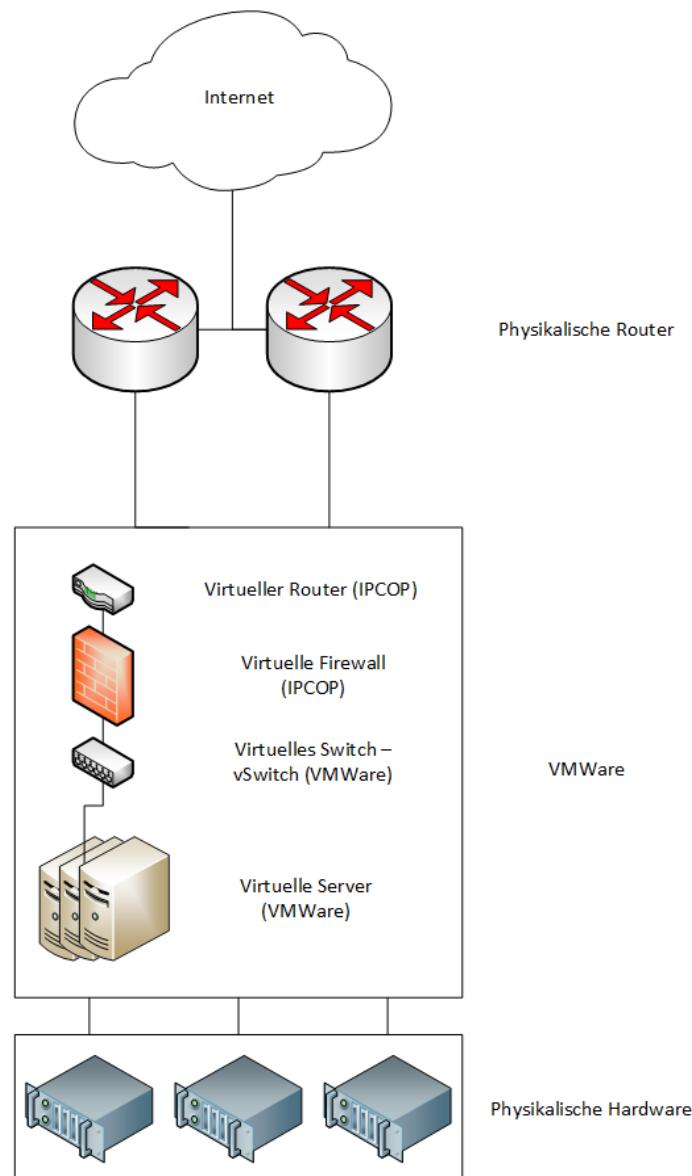 Internet
Physikalische Router
Virtueller Router (IPCOP)
Virtuelle Firewall
(IPCOP)
Virtuelles Switch –
vSwitch (VMWare)
VMWare
Virtuelle Server
(VMWare)
Physikalische Hardware